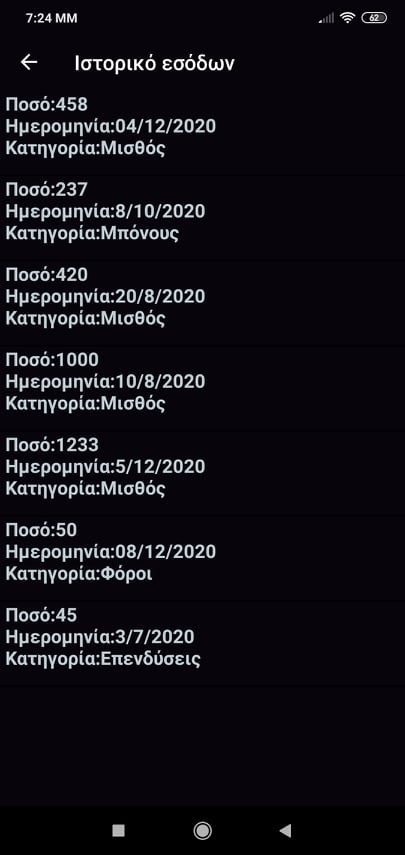 7:24 ΜΜ
62
Ιστορικό εσόδων
Ποσό:458
Ημερομηνία:04/12/2020
Κατηγορία:Μισθός
Ποσό:237
Ημερομηνία:8/10/2020
Κατηγορία:Μπόνους
Ποσό:420
Ημερομηνία:20/8/2020
Κατηγορία:Μισθός
Ποσό:1000
Ημερομηνία:10/8/2020
Κατηγορία:Μισθός
Ποσό:1233
Ημερομηνία:5/12/2020
Κατηγορία:Μισθός
Ποσό:50
Ημερομηνία:08/12/2020
Κατηγορία:Φόροι
Ποσό:45
Ημερομηνία:3/7/2020
Κατηγορία:Επενδύσεις